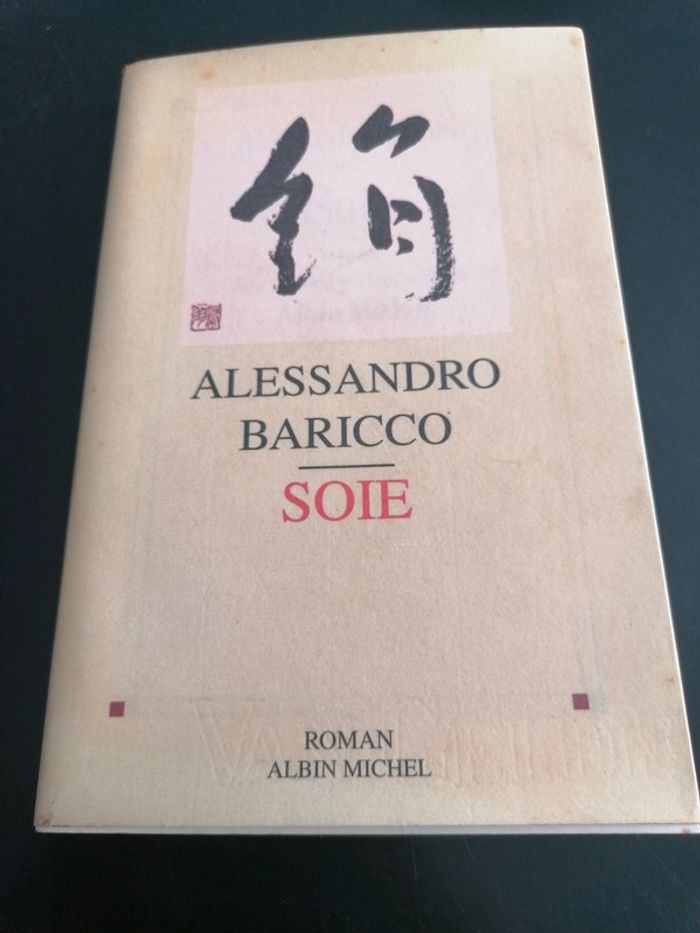 絹
ALESSANDRO
BARICCO
SOIE
ROMAN
ALBIN MICHEL